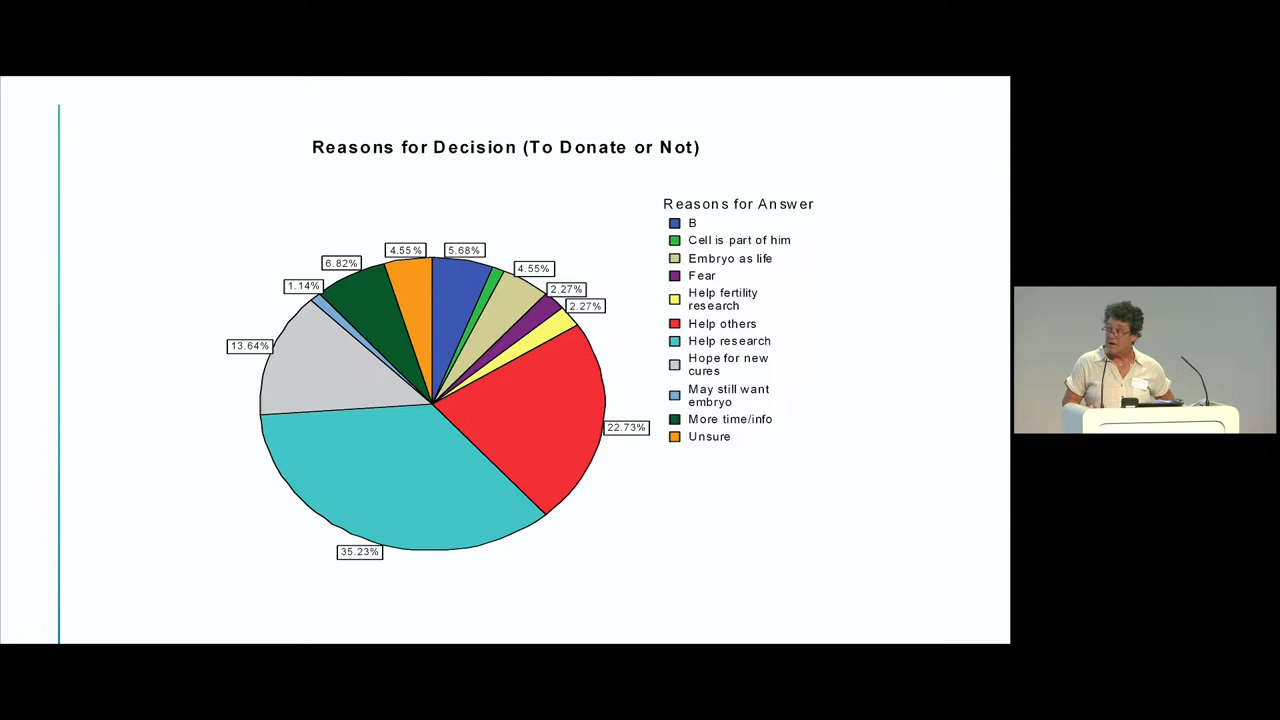 Reasons for Decision (To Donate or Not)
Reasons for Answer
B
Cell is part of him
Embryo as life
Fear
Help fertility
research
Help others
Help research
Hope for new
cures
May still want
embryo
More time/info
Unsure
4.55%
5.68%
6.82%
4.55%
1.14%
2.27%
2.27%
13.64%
22.73%
35.23%